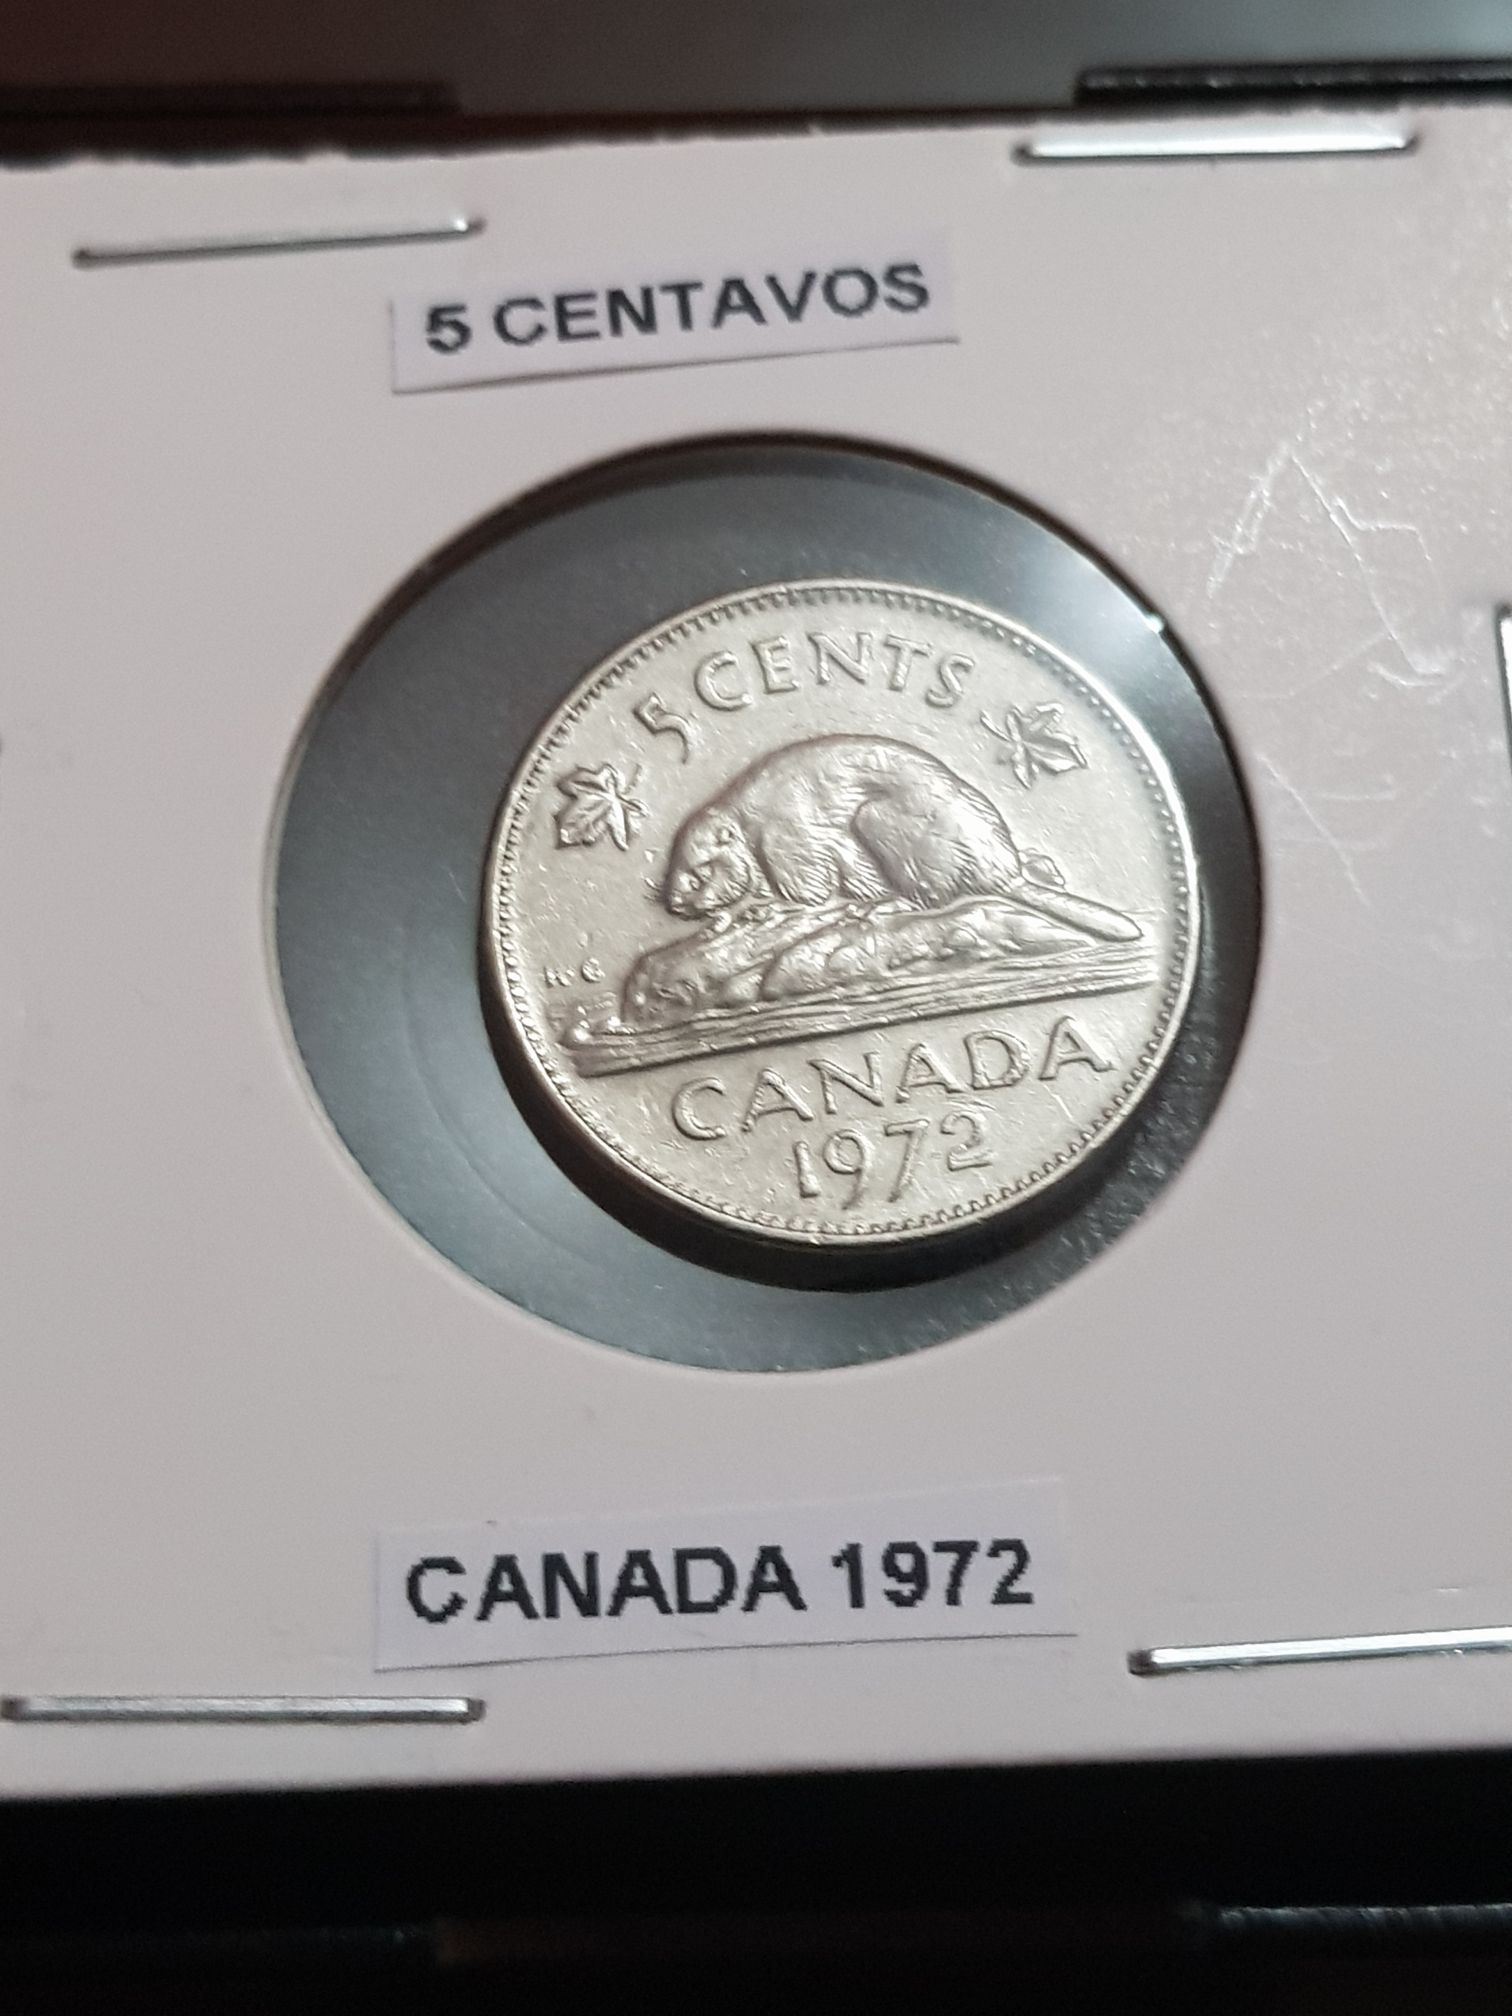 5 CENTAVOS
5 CENTS
K·G
CANADA
1972
CANADA 1972